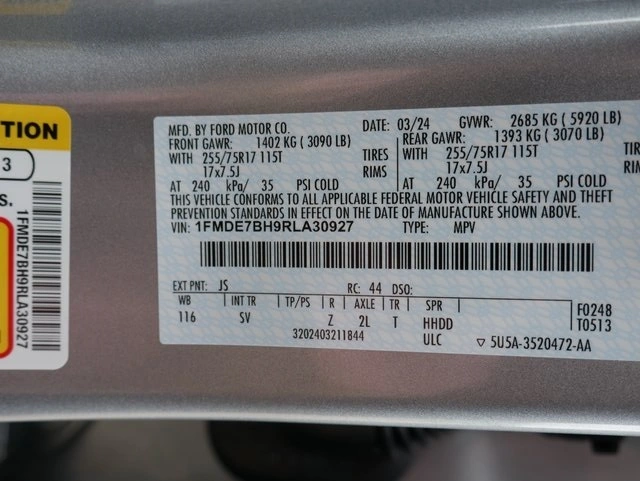 TION
3
S.
1FMDE7BH9RLA30927
MFD. BY FORD MOTOR CO. DATE: 03/24 GVWR: 2685 KG ( 5920 LB)
FRONT GAWR: 1402 KG ( 3090 LB) REAR GAWR: 1393 KG ( 3070 LB)
WITH 255/75R17 115T TIRES WITH 255/75R17 115T
17x7.5J RIMS 17x7.5J
AT 240 kPa/ 35 PSI COLD AT 240 kPa/ 35 PSI COLD
THIS VEHICLE CONFORMS TO ALL APPLICABLE FEDERAL MOTOR VEHICLE SAFETY AND THEFT
PREVENTION STANDARDS IN EFFECT ON THE DATE OF MANUFACTURE SHOWN ABOVE.
VIN: 1FMDE7BH9RLA30927 TYPE: MPV
EXT PNT: JS RC: 44 DSO:
WB INT TR TP/PS R AXLE TR SPR F0248
116 SV Z 2L T HHDD T0513
3202403211844 ULC ▽ 5U5A-3520472-AA